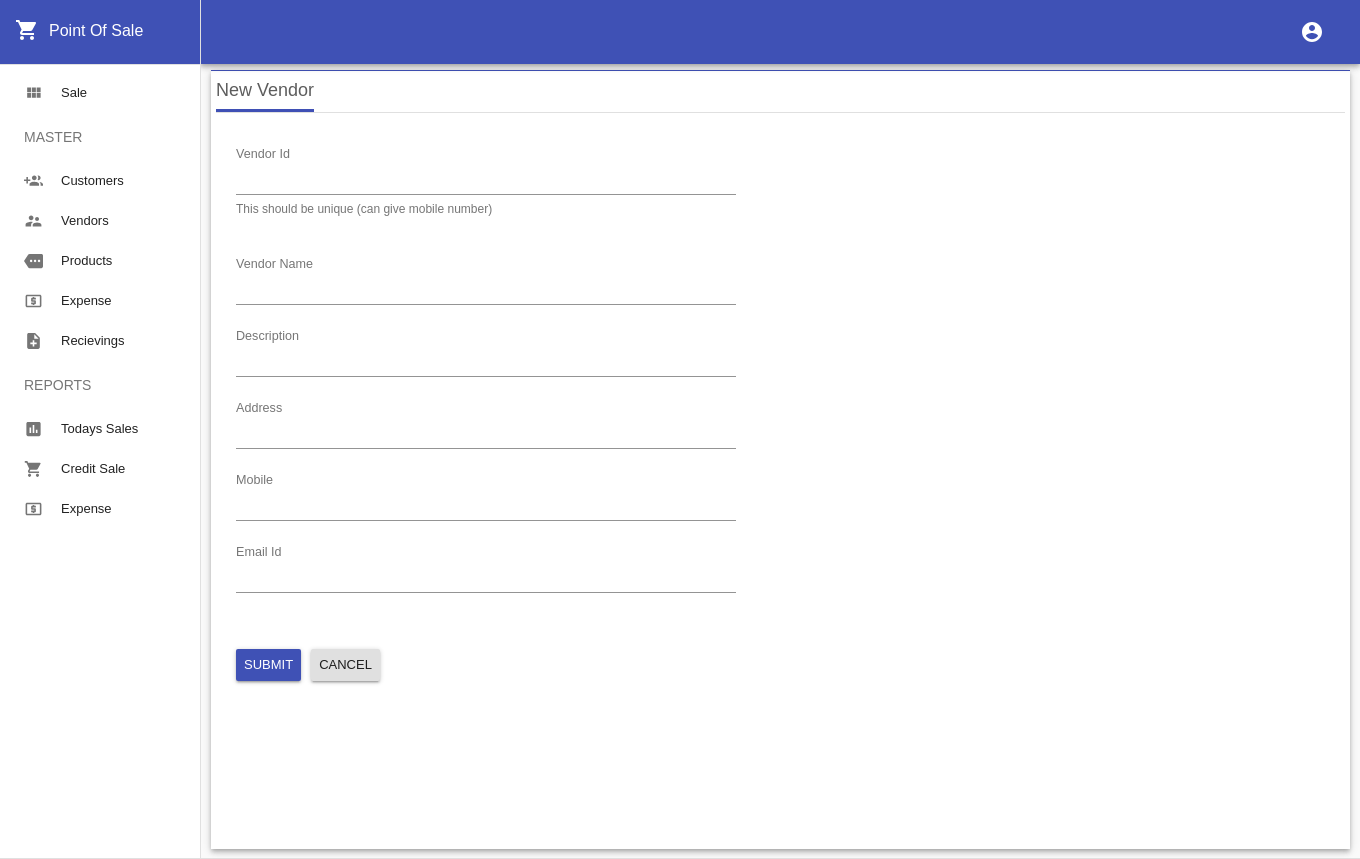 Point Of Sale
Sale
MASTER
Customers
Vendors
Products
Expense
Recievings
REPORTS
Todays Sales
Credit Sale
Expense
New Vendor
Vendor Id
This should be unique (can give mobile number)
Vendor Name
Description
Address
Mobile
Email Id
SUBMIT CANCEL